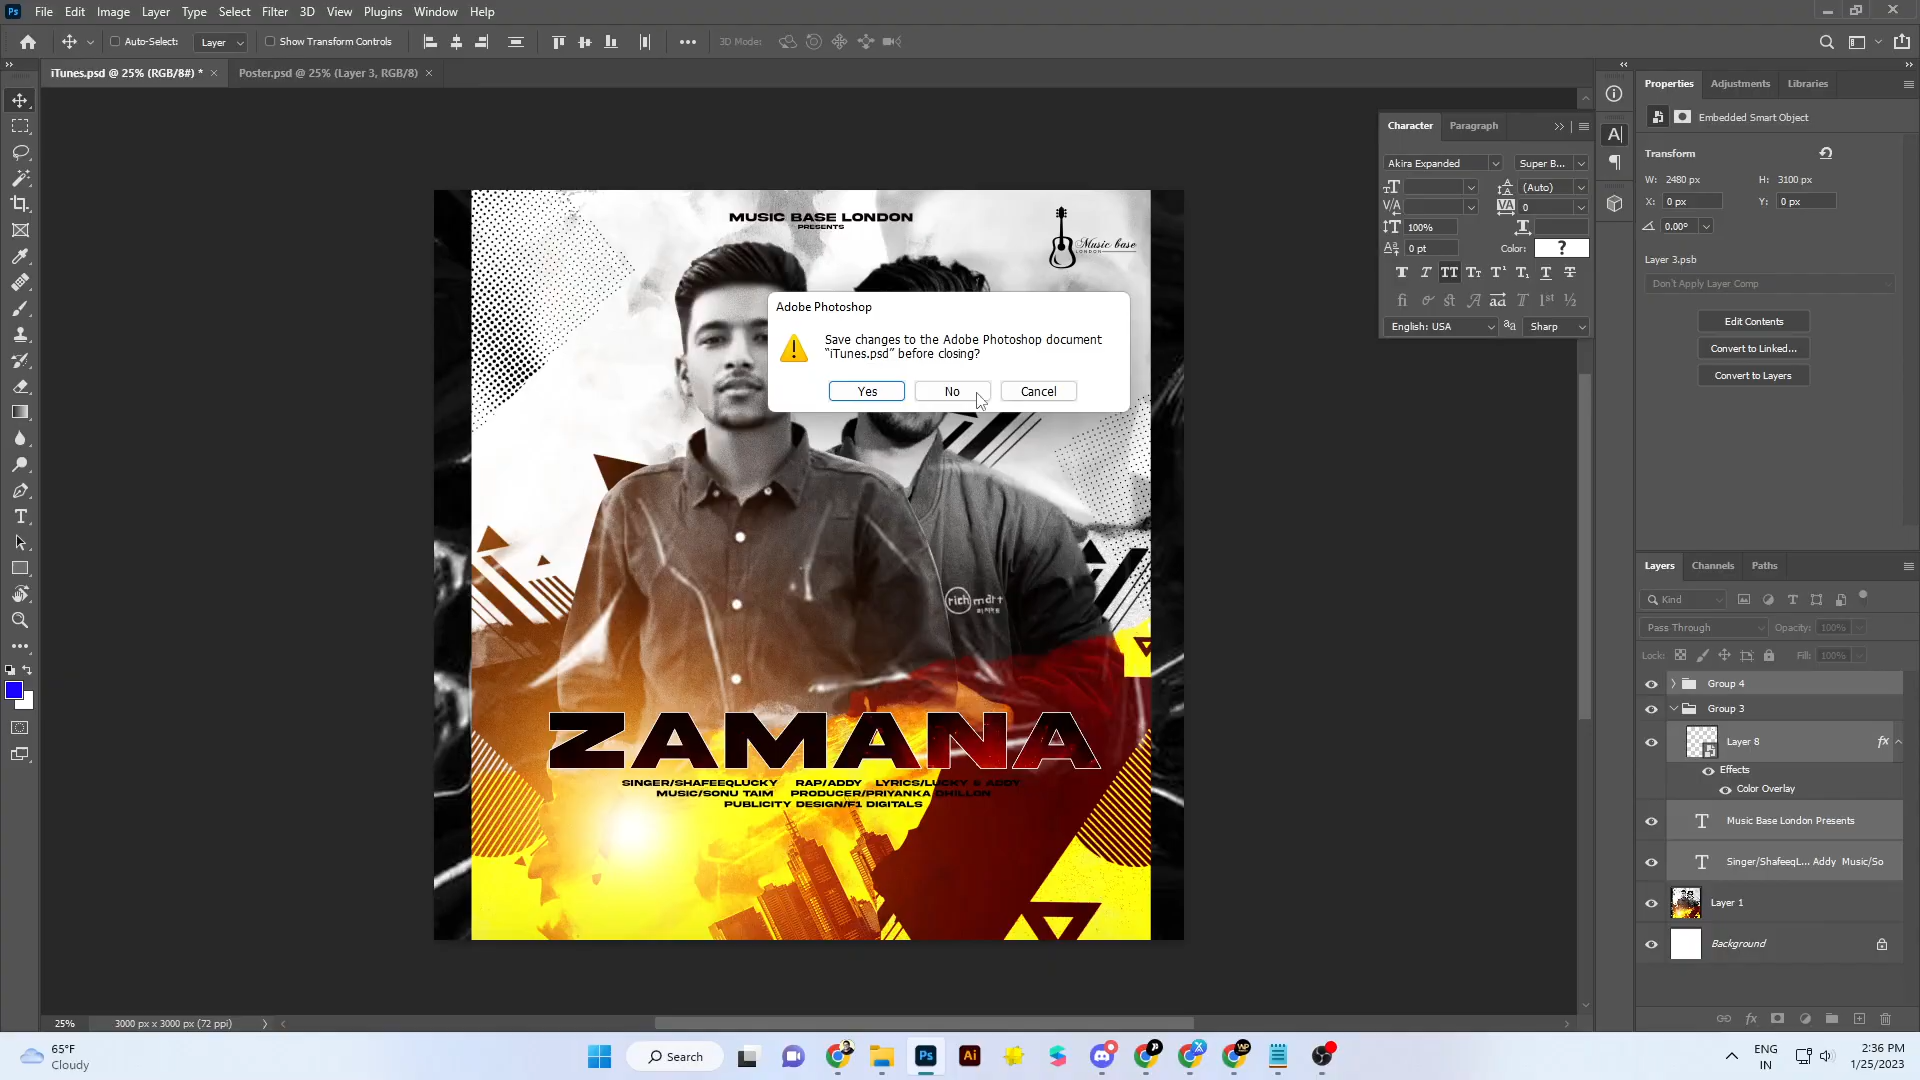 Ps File Edit Image Layer Type Select Filter 3D View Plugins Window Help
Auto-Select: Layer Show Transform Controls 3D Mode:
iTunes.psd @ 25% (RGB/8#) * Poster.psd @ 25% (Layer 3, RGB/8)
Properties Adjustments Libraries
Embedded Smart Object
Transform
W: 2480 px H: 3100 px
X: 0 px Y: 0 px
0.00°
Layer 3.psb
Don't Apply Layer Comp
Edit Contents
Convert to Linked...
Convert to Layers
Character Paragraph
Akira Expanded Super B...
(Auto)
0
100%
0 pt Color: ?
English: USA aa Sharp
MUSIC BASE LONDON
PRESENTS
Music base
LONDON
Adobe Photoshop
Save changes to the Adobe Photoshop document
“iTunes.psd” before closing?
Yes No Cancel
ZAMANA
SINGER/SHAFEEQLUCKY RAP/ADDY LYRICS/LUCKY & ADDY
MUSIC/SONU TAIM PRODUCER/PRIYANKA DHILLON
PUBLICITY DESIGN/F1 DIGITALS
Layers Channels Paths
Kind
Pass Through Opacity: 100%
Lock: Fill: 100%
Group 4
Group 3
Layer 8 fx
Effects
Color Overlay
Music Base London Presents
Singer/ShafeeqL... Addy Music/So
Layer 1
Background
25% 3000 px x 3000 px (72 ppi)
65°F
Cloudy
Search
Ps Ai
ENG
IN
2:36 PM
1/25/2023